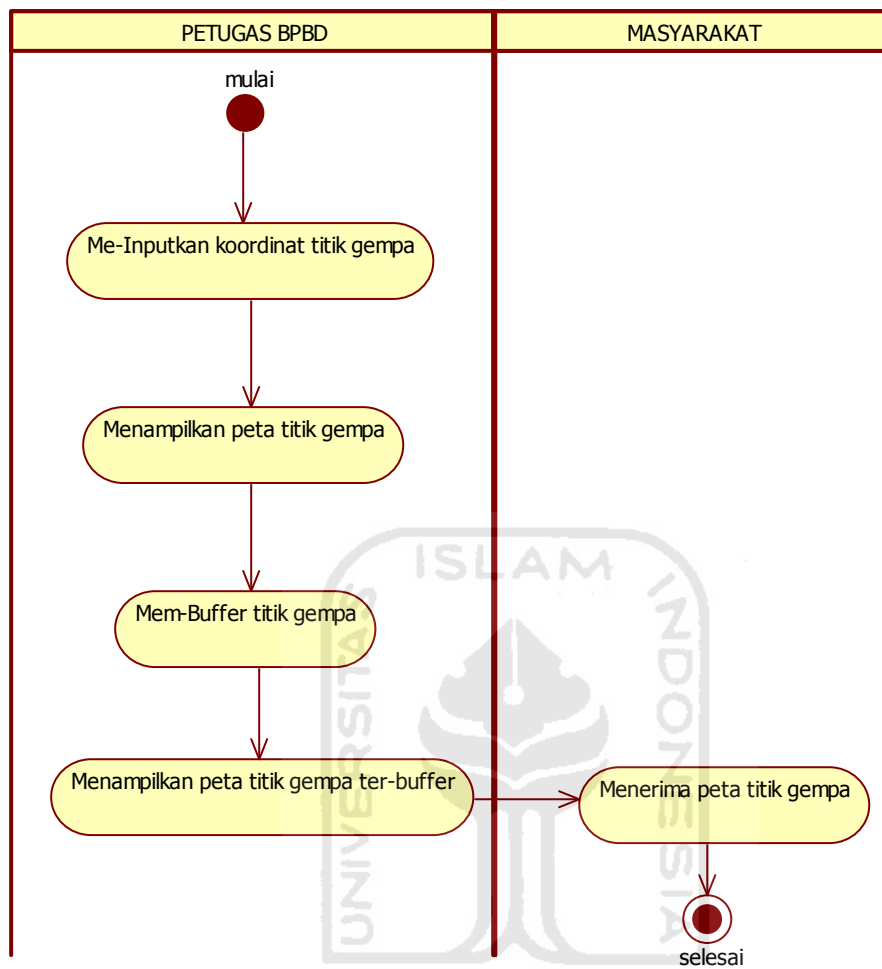 PETUGAS BPBD
MASYARAKAT
mulai
Me-Inputkan koordinat titik gempa
Menampilkan peta titik gempa
Mem-Buffer titik gempa
Menampilkan peta titik gempa ter-buffer
Menerima peta titik gempa
selesai
UNIVERSITAS
ISLAM
INDONESIA